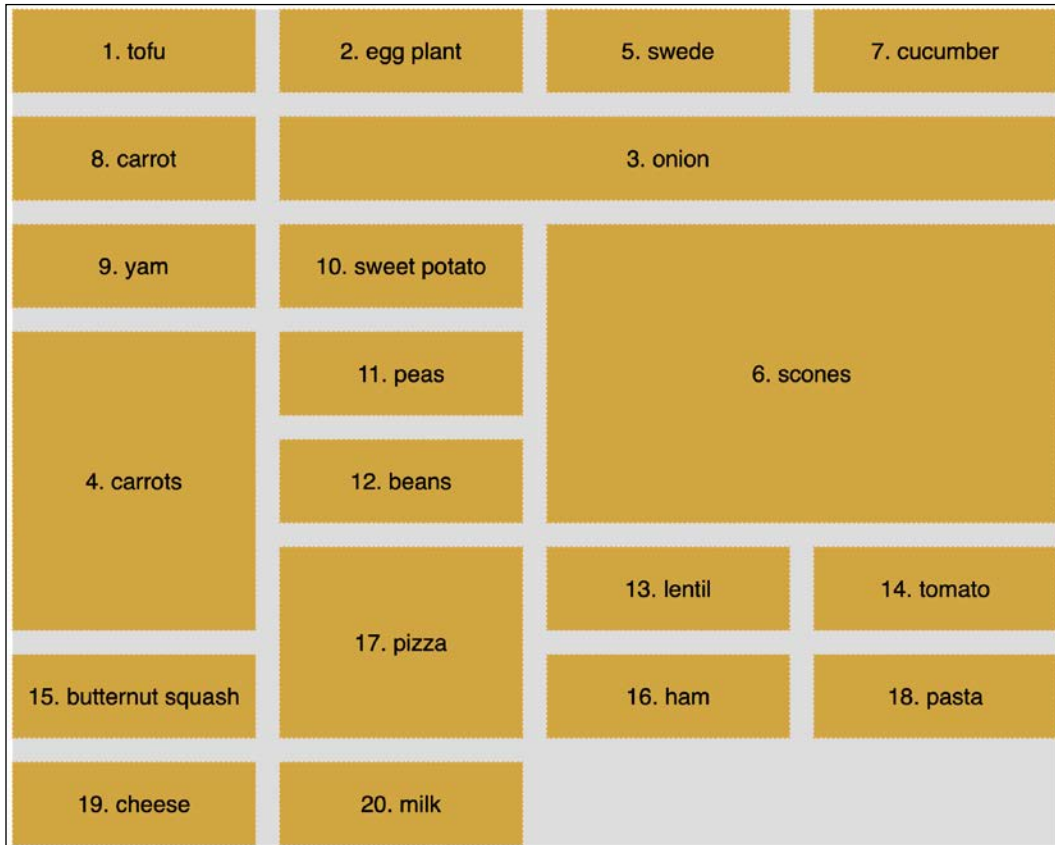 1. tofu
2. egg plant
5. swede
7. cucumber
8. carrot
3. onion
9. yam
10. sweet potato
6. scones
4. carrots
11. peas
12. beans
17. pizza
13. lentil
14. tomato
15. butternut squash
16. ham
18. pasta
19. cheese
20. milk